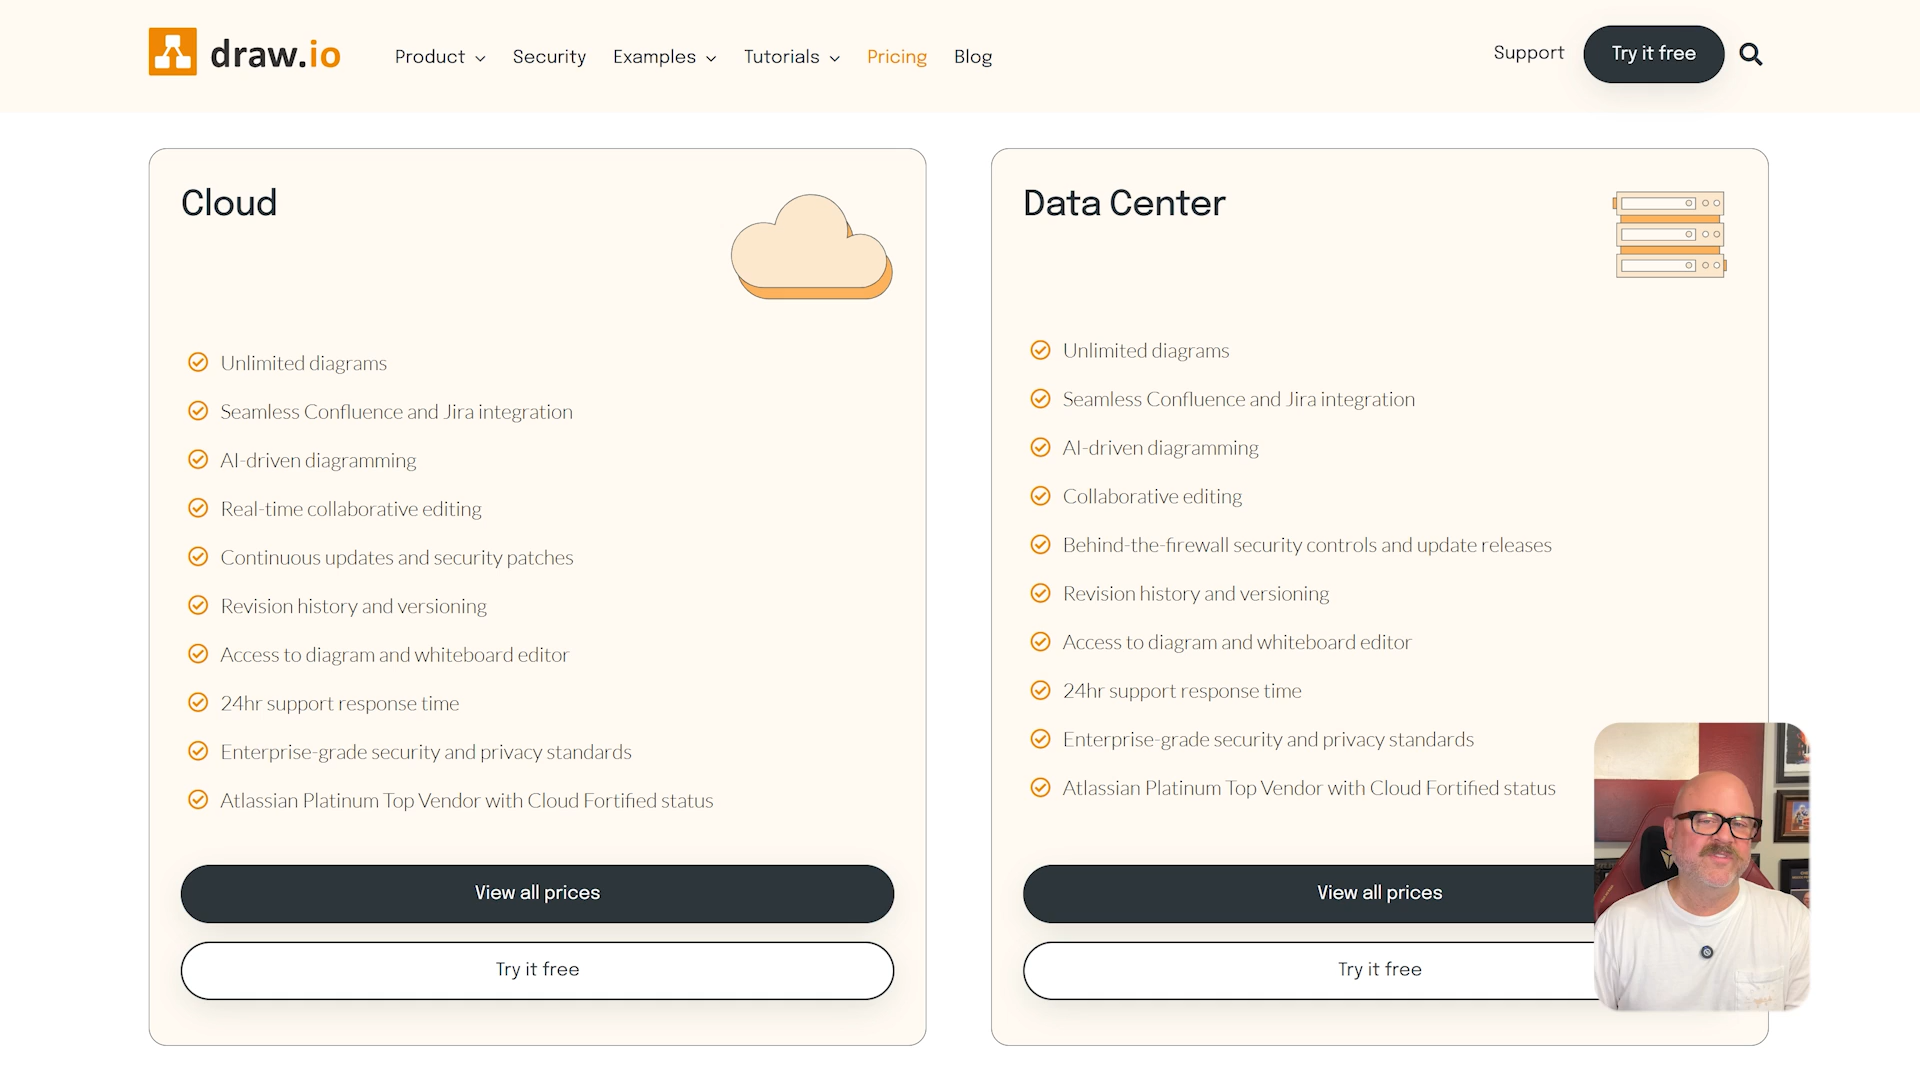 draw.io
Product
Security
Examples
Tutorials
Pricing
Blog
Support
Try it free
Cloud
Unlimited diagrams
Seamless Confluence and Jira integration
AI-driven diagramming
Real-time collaborative editing
Continuous updates and security patches
Revision history and versioning
Access to diagram and whiteboard editor
24hr support response time
Enterprise-grade security and privacy standards
Atlassian Platinum Top Vendor with Cloud Fortified status
View all prices
Try it free
Data Center
Unlimited diagrams
Seamless Confluence and Jira integration
AI-driven diagramming
Collaborative editing
Behind-the-firewall security controls and update releases
Revision history and versioning
Access to diagram and whiteboard editor
24hr support response time
Enterprise-grade security and privacy standards
Atlassian Platinum Top Vendor with Cloud Fortified status
View all prices
Try it free